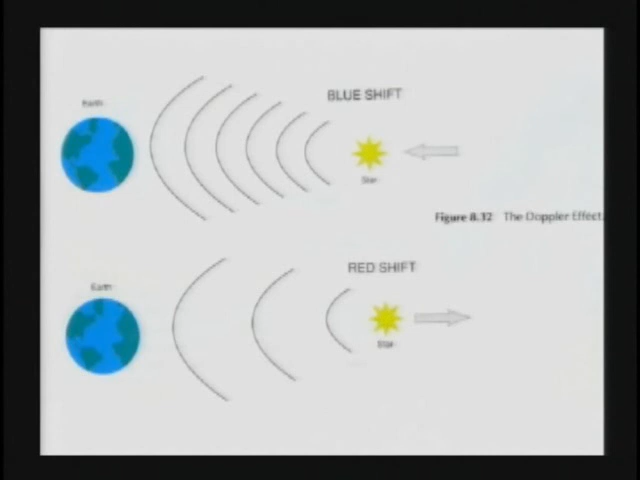 BLUE SHIFT
Earth
Star
Figure 8.32 The Doppler Effect.
RED SHIFT
Earth
Star